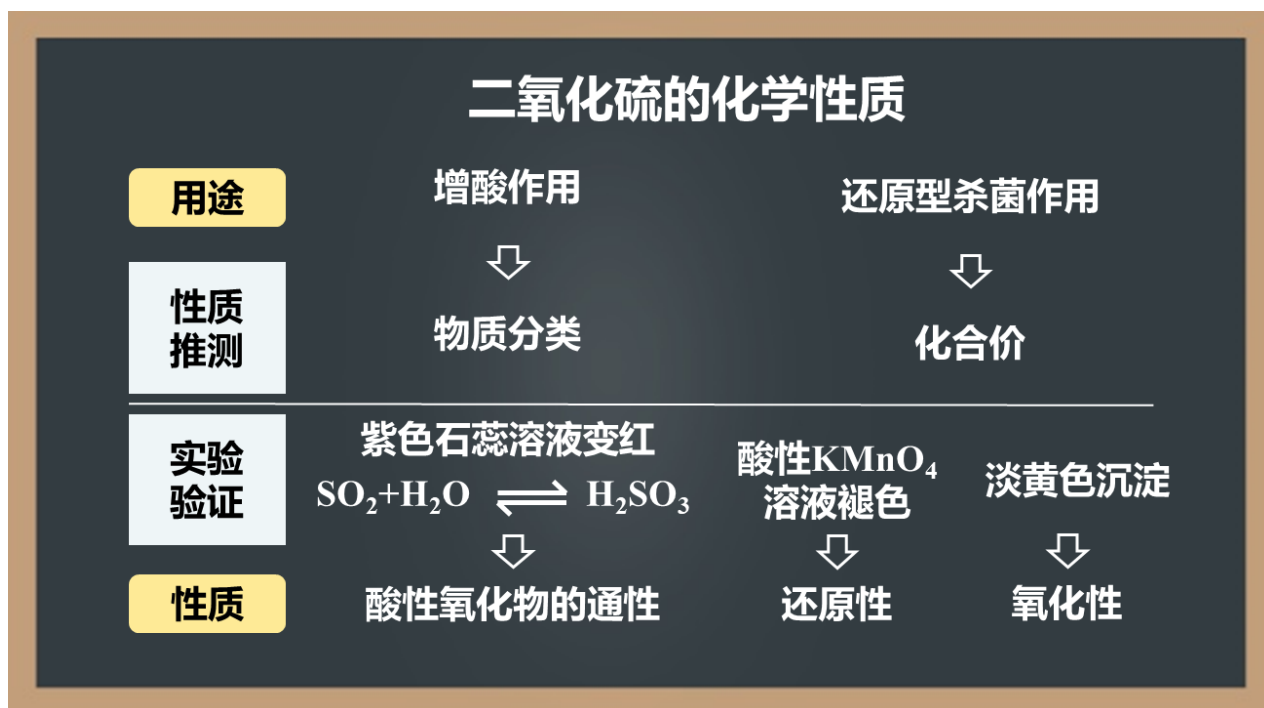 二氧化硫的化学性质
用途
增酸作用
还原型杀菌作用
性质
推测
物质分类
化合价
实验
验证
紫色石蕊溶液变红
SO₂+H₂O ⇌ H₂SO₃
酸性KMnO₄
溶液褪色
淡黄色沉淀
性质
酸性氧化物的通性
还原性
氧化性